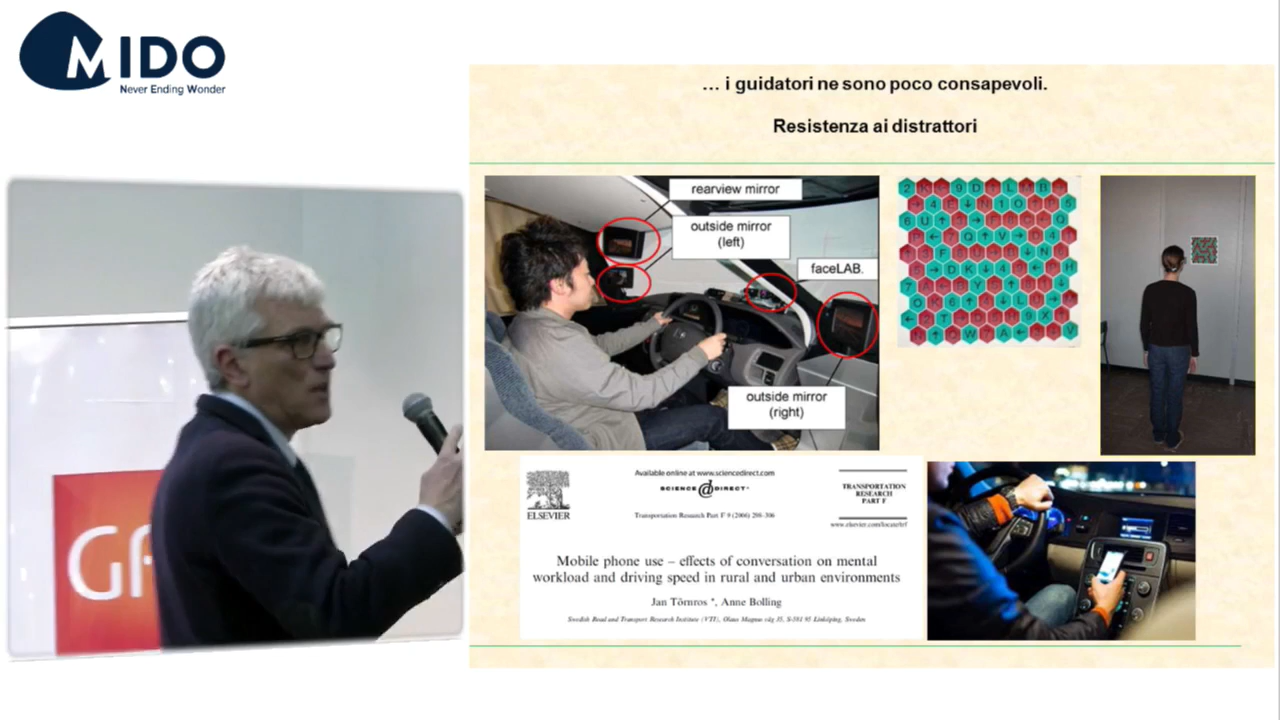 MIDO
Never Ending Wonder
… i guidatori ne sono poco consapevoli.
Resistenza ai distrattori
rearview mirror
outside mirror
(left)
faceLAB.
outside mirror
(right)
Available online at www.sciencedirect.com
SCIENCE @ DIRECT®
ELSEVIER
Transportation Research Part F 9 (2006) 298–306
TRANSPORTATION
RESEARCH
PART F
www.elsevier.com/locate/trf
Mobile phone use – effects of conversation on mental
workload and driving speed in rural and urban environments
Jan Törnros *, Anne Bolling
Swedish Road and Transport Research Institute (VTI), Olaus Magnus väg 35, S-581 95 Linköping, Sweden